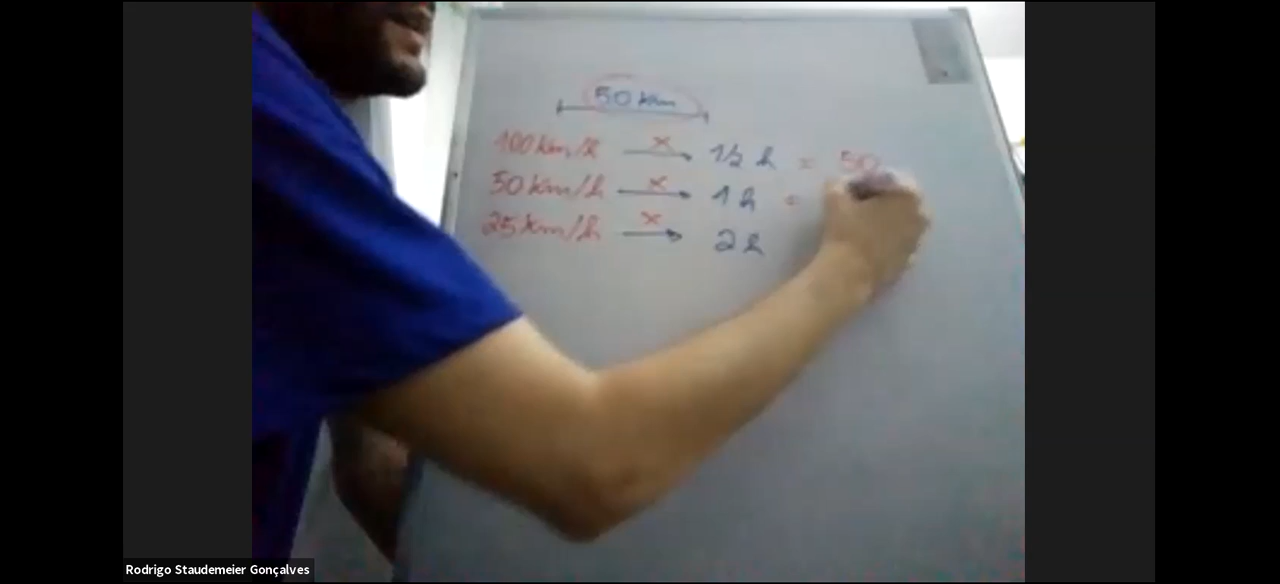 50 km
100 km/h × → 1/2 h = 50
50 km/h × → 1 h =
25 km/h × → 2 h
Rodrigo Staudemeier Gonçalves